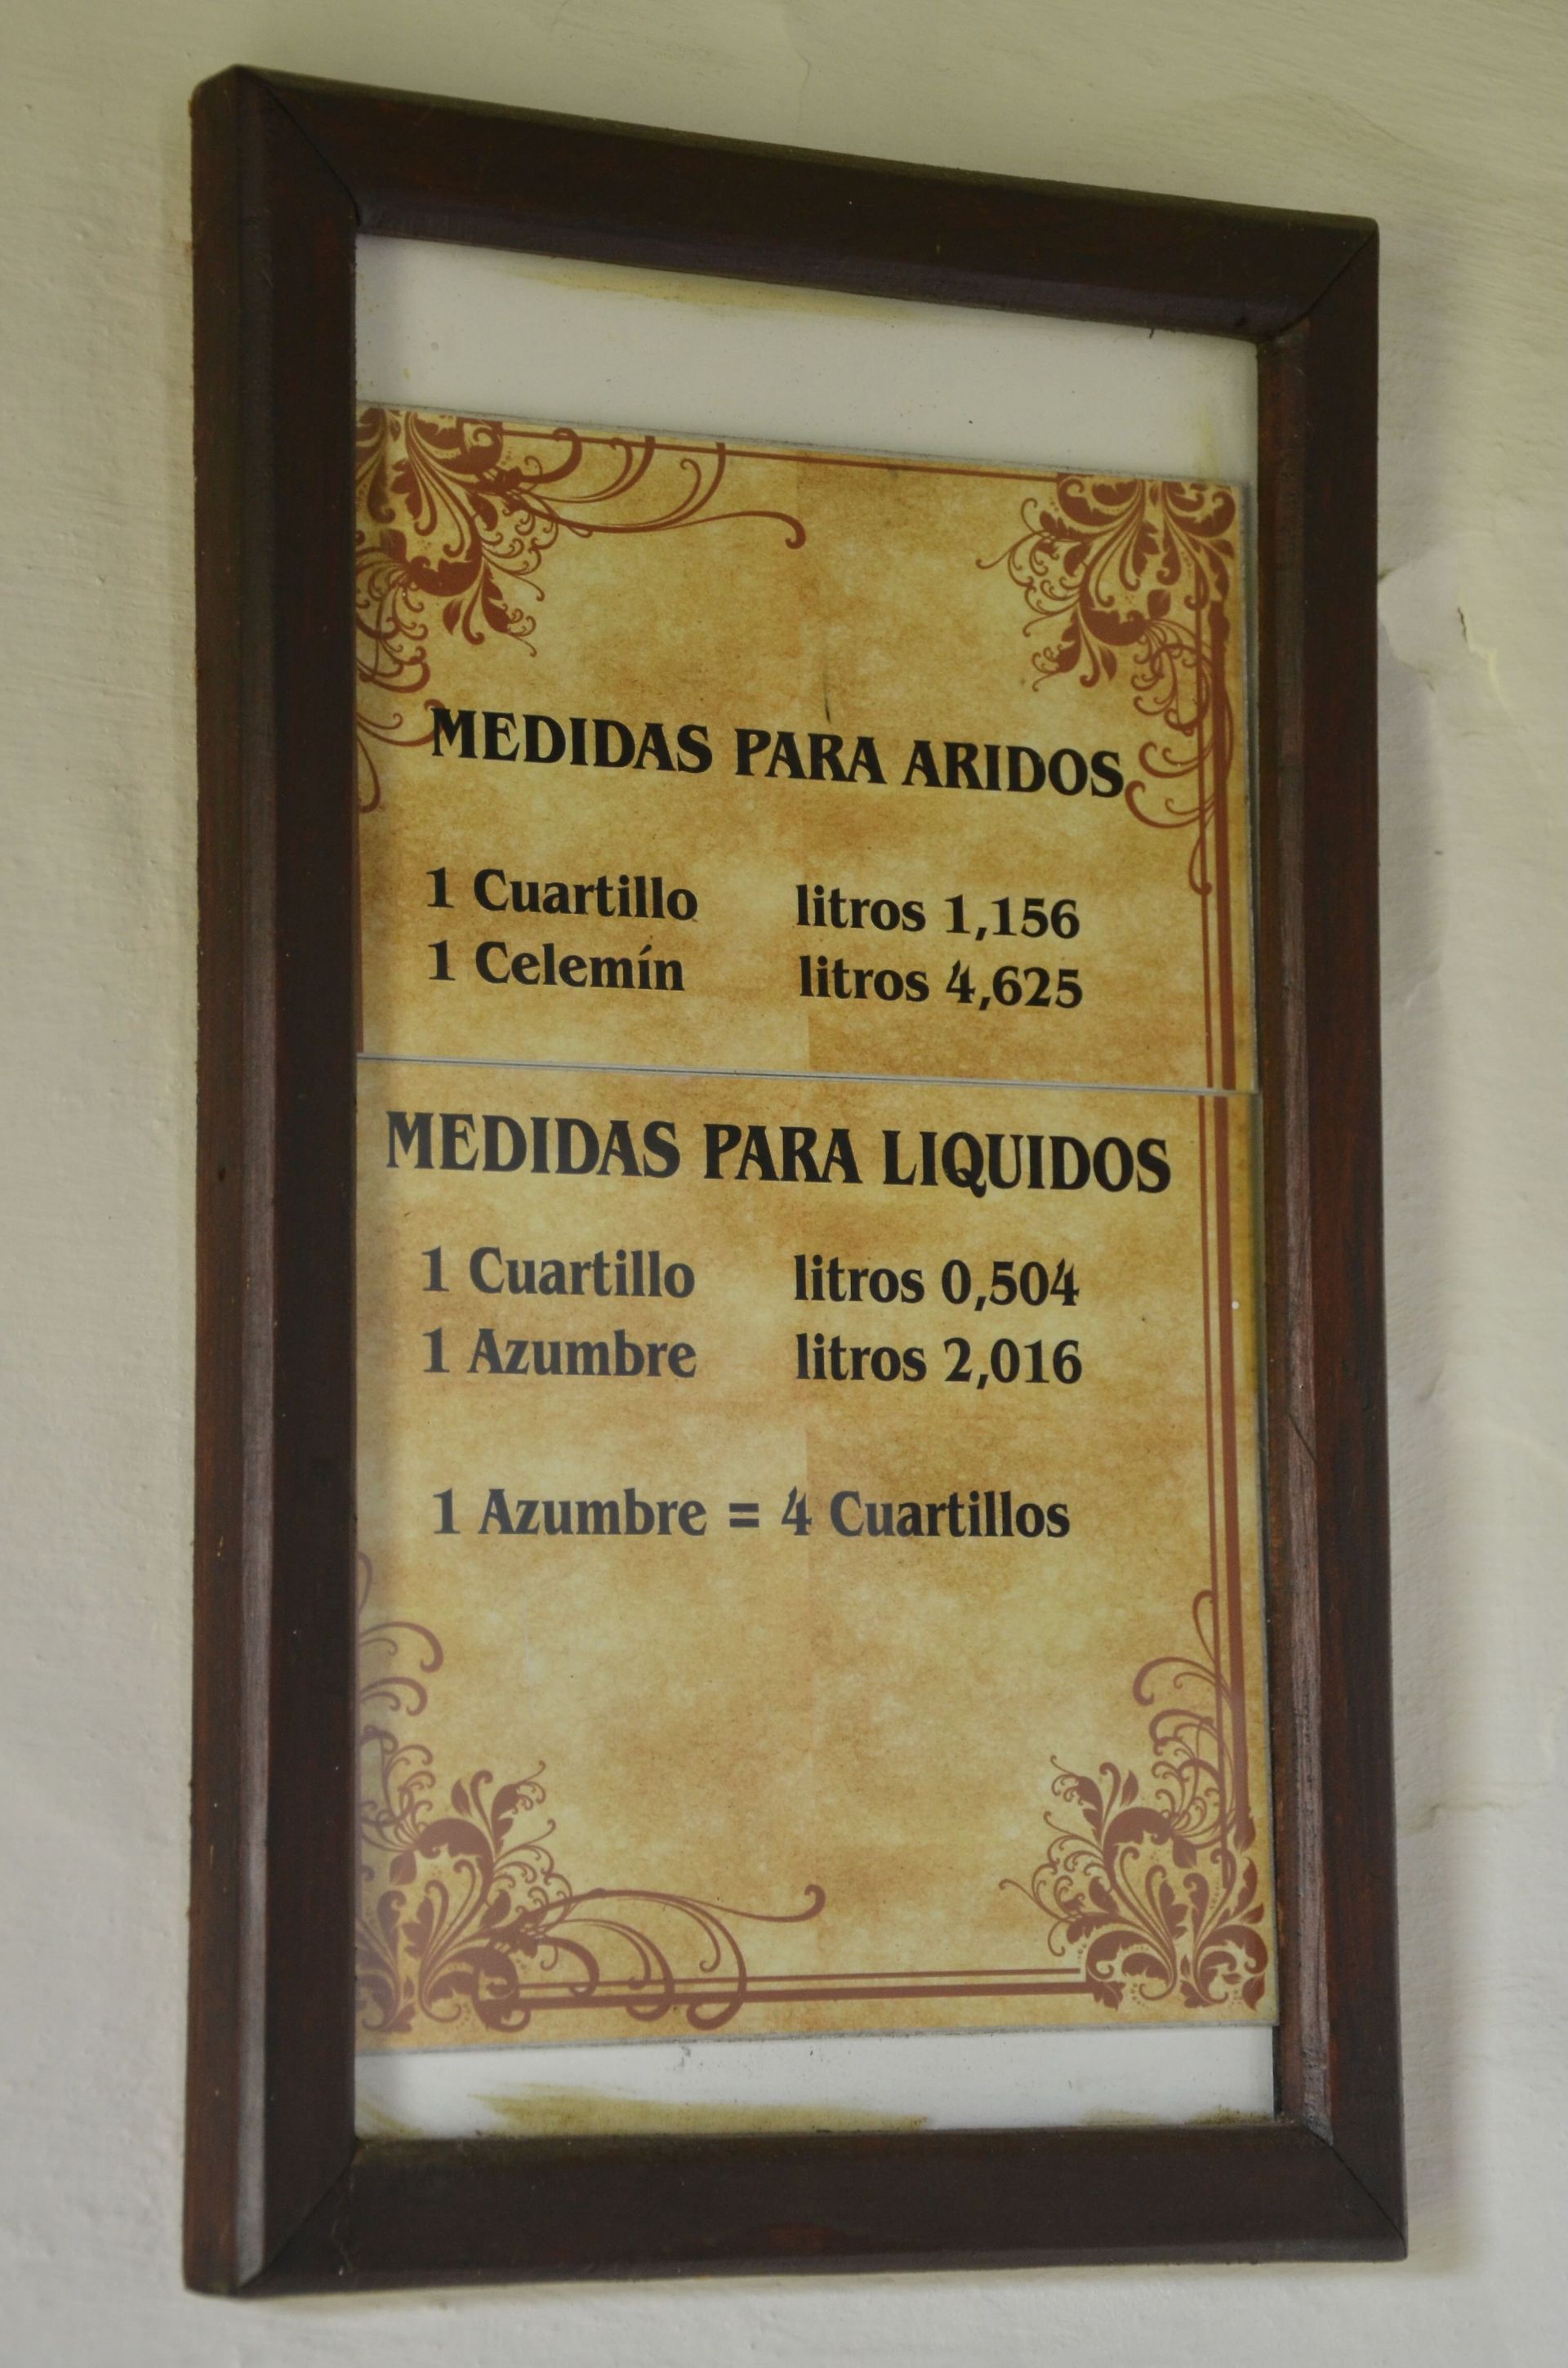 MEDIDAS PARA ARIDOS
1 Cuartillo litros 1,156
1 Celemín litros 4,625
MEDIDAS PARA LIQUIDOS
1 Cuartillo litros 0,504
1 Azumbre litros 2,016
1 Azumbre = 4 Cuartillos